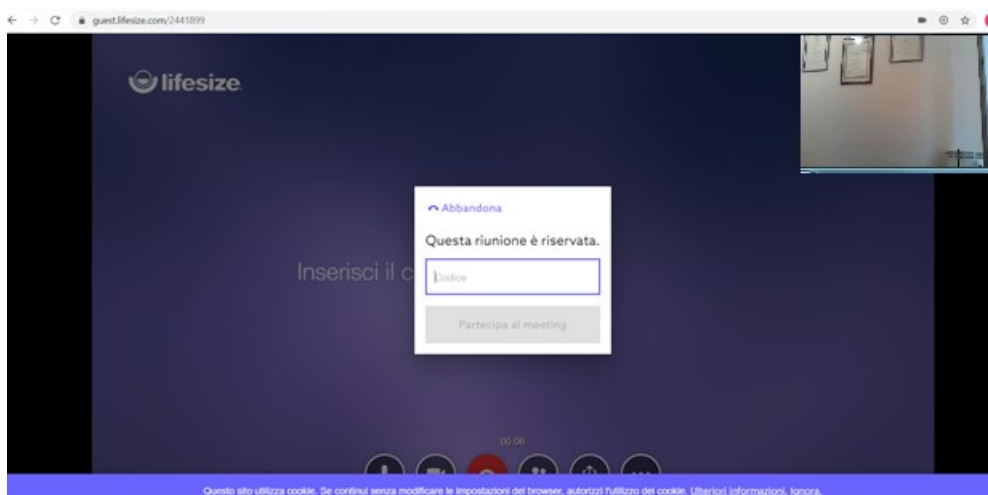 guest.lifesize.com/2441899
lifesize
Abbandona
Questa riunione è riservata.
Inserisci il c
Codice
Partecipa al meeting
00:06
Questo sito utilizza cookie. Se continui senza modificare le impostazioni del browser, autorizzi l'utilizzo dei cookie. Ulteriori informazioni. Ignora.